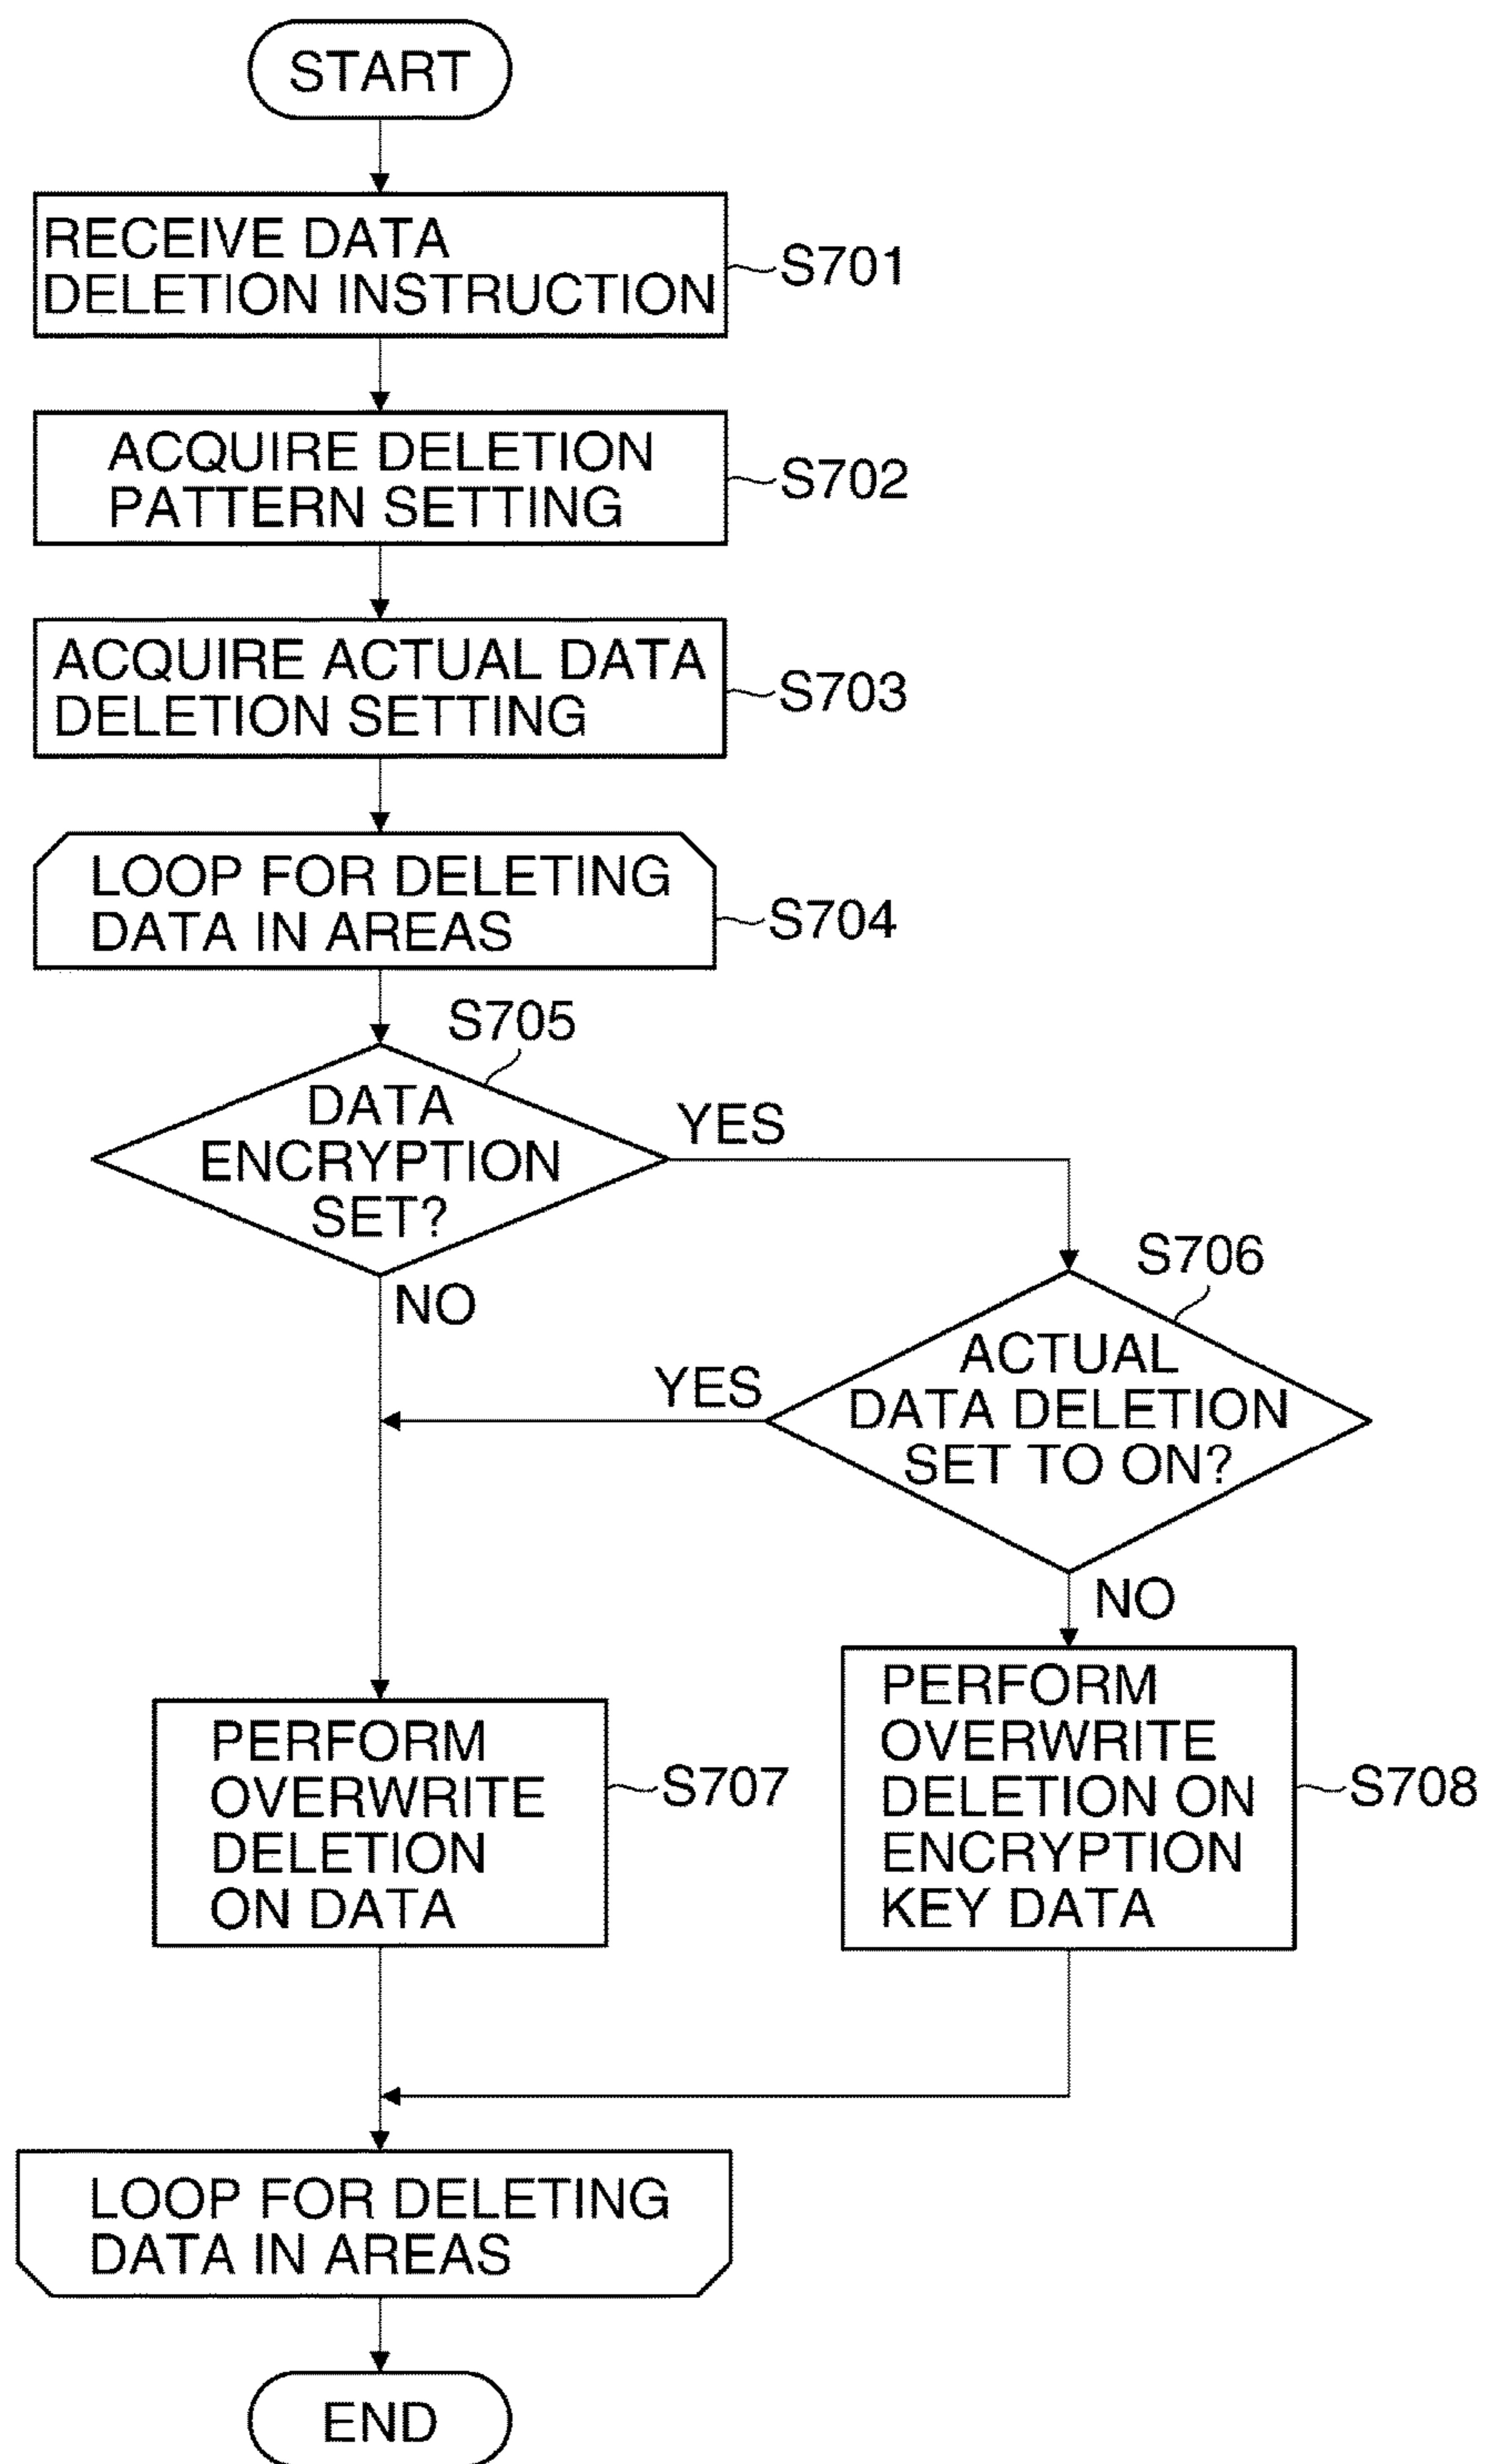 START
RECEIVE DATA
DELETION INSTRUCTION
S701
ACQUIRE DELETION
PATTERN SETTING
S702
ACQUIRE ACTUAL DATA
DELETION SETTING
S703
LOOP FOR DELETING
DATA IN AREAS
S704
S705
DATA
ENCRYPTION
SET?
YES
NO
S706
ACTUAL
DATA DELETION
SET TO ON?
YES
NO
PERFORM
OVERWRITE
DELETION
ON DATA
S707
PERFORM
OVERWRITE
DELETION ON
ENCRYPTION
KEY DATA
S708
LOOP FOR DELETING
DATA IN AREAS
END